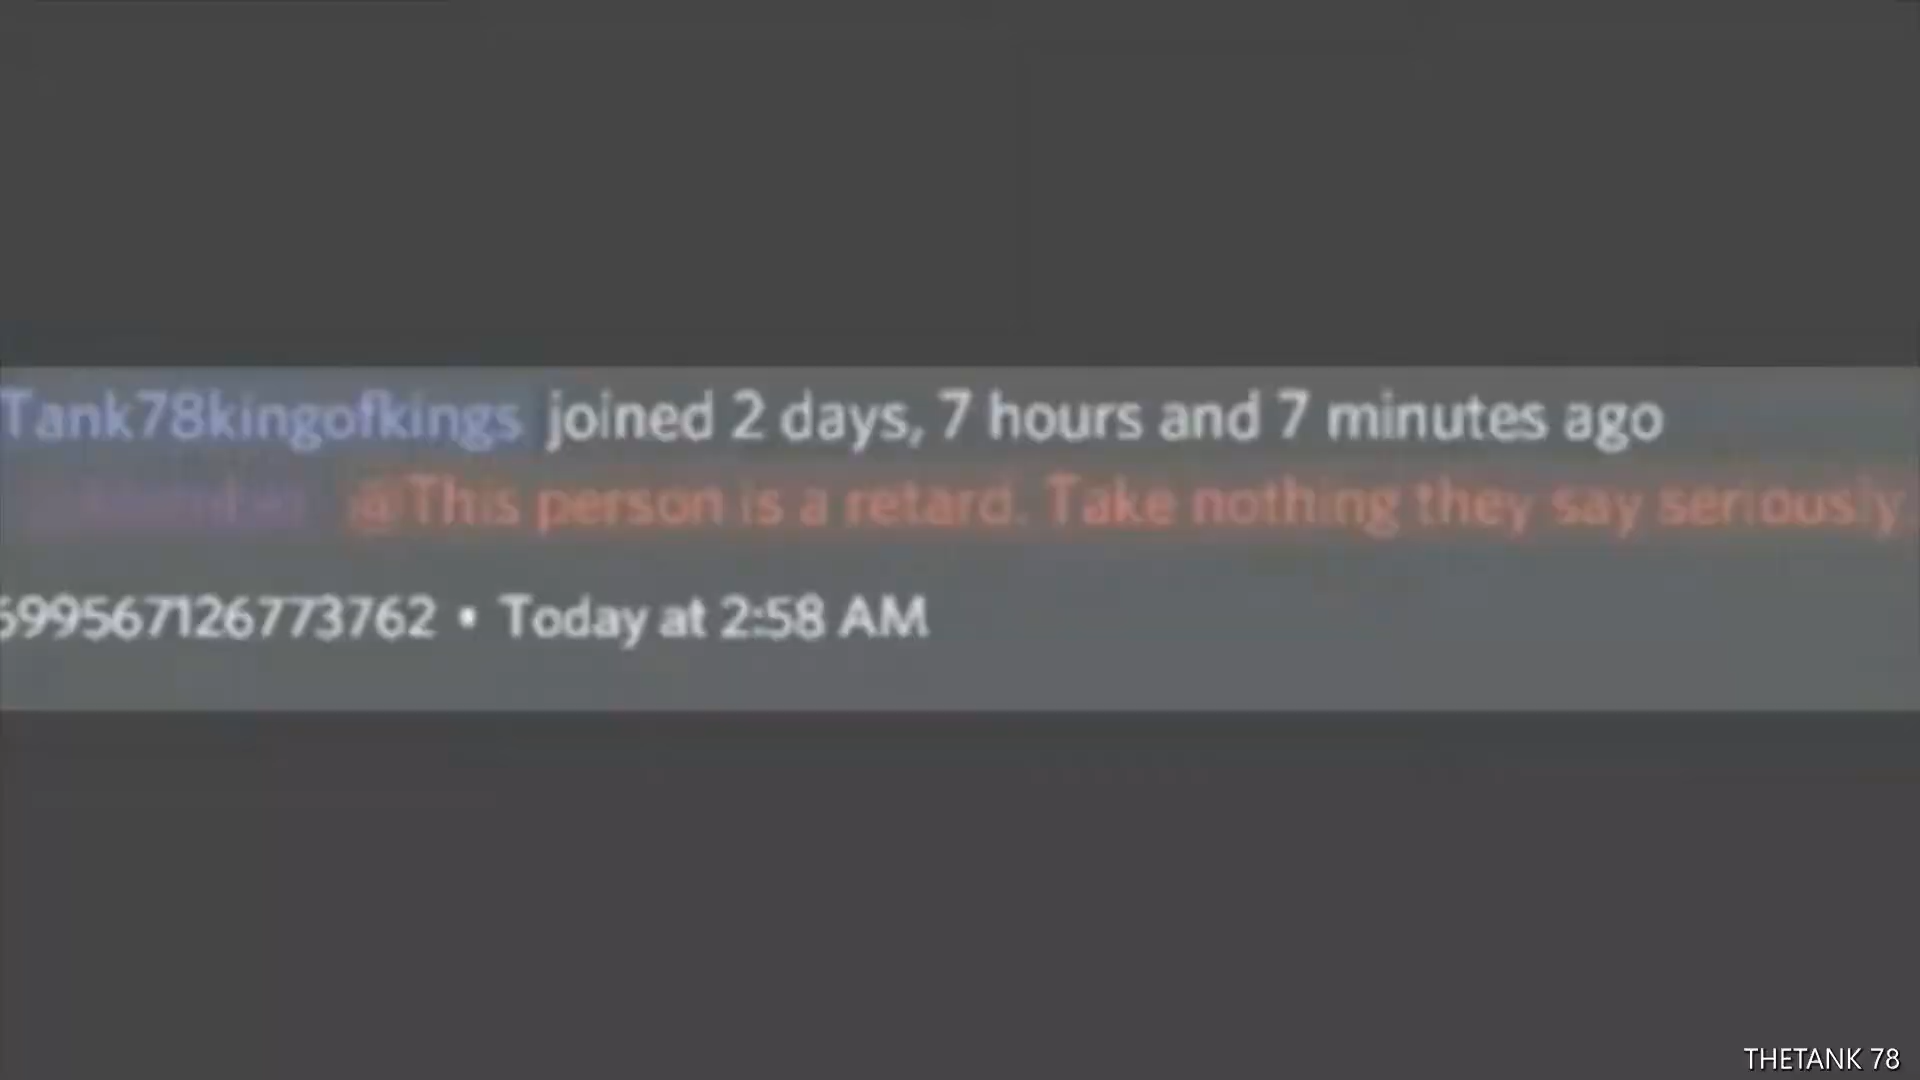 Tank78kingofkings joined 2 days, 7 hours and 7 minutes ago
@This person is a retard. Take nothing they say seriously.
699567126773762 • Today at 2:58 AM
THETANK 78